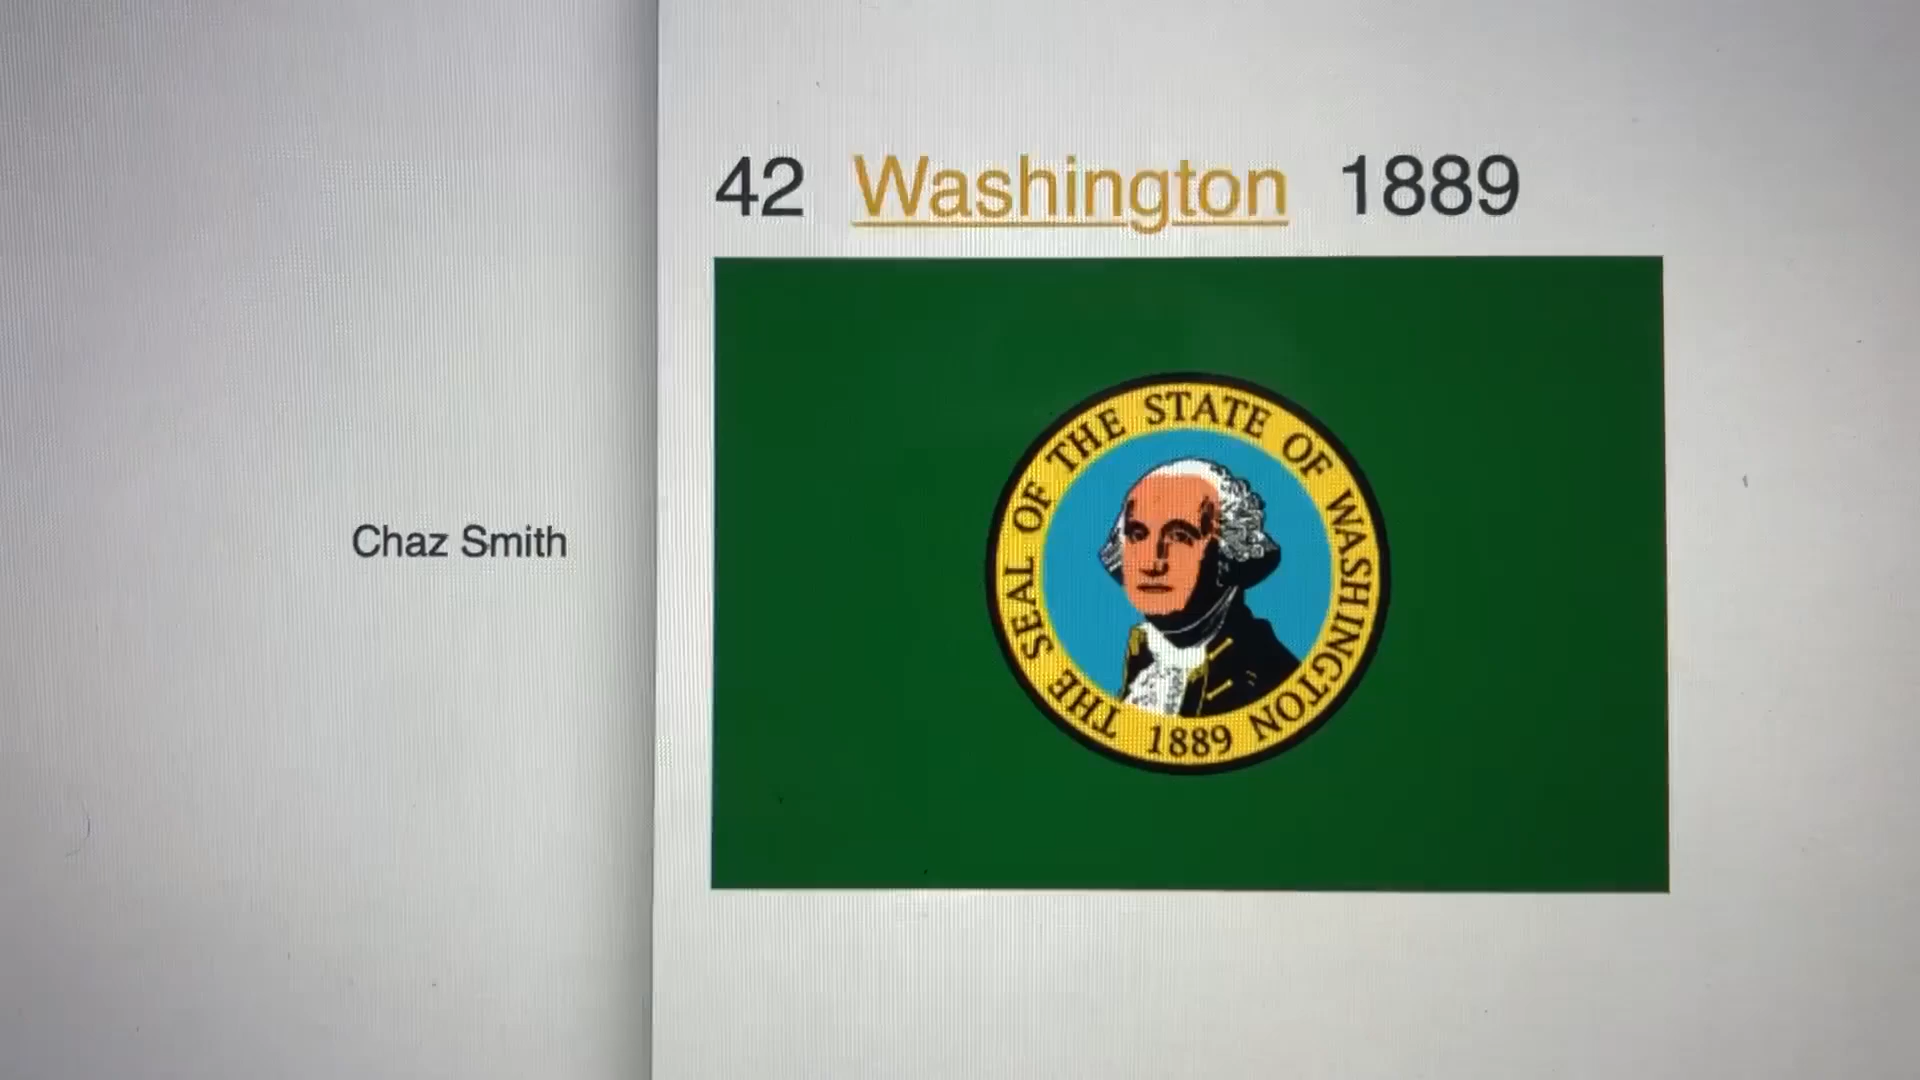 42 Washington 1889
Chaz Smith
THE SEAL OF THE STATE OF WASHINGTON
1889